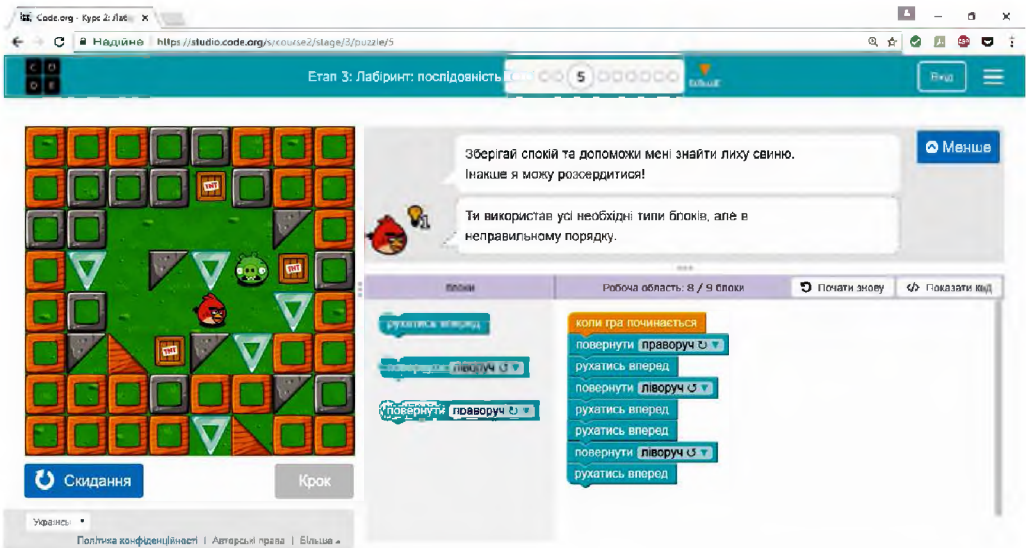 Code.org - Курс 2: Лаб
Надійне
https://studio.code.org/s/course2/stage/3/puzzle/5
C O
D E
Етап 3: Лабіринт: послідовність
5
Вхід
TNT
TNT
TNT
Зберігай спокій та допоможи мені знайти лиху свиню.
Інакше я можу розсердитися!
Менше
1
Ти використав усі необхідні типи блоків, але в
неправильному порядку.
Блоки
Робоча область: 8 / 9 блоки
Почати знову
Показати код
рухатись вперед
ліворуч
повернути праворуч
коли гра починається
повернути праворуч
рухатись вперед
повернути ліворуч
рухатись вперед
рухатись вперед
повернути ліворуч
рухатись вперед
Скидання
Крок
Політика конфіденційності | Авторські права | Більше